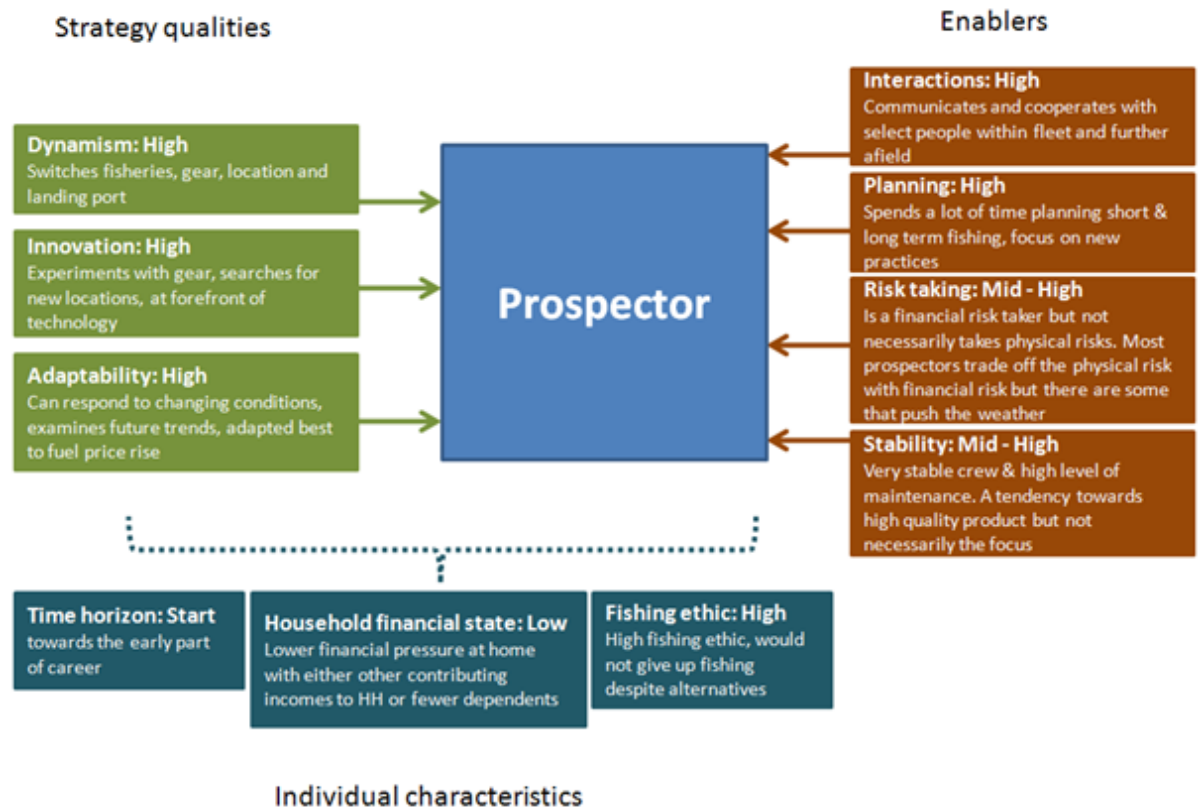 Strategy qualities
Enablers
Dynamism: High
Switches fisheries, gear, location and
landing port
Innovation: High
Experiments with gear, searches for
new locations, at forefront of
technology
Adaptability: High
Can respond to changing conditions,
examines future trends, adapted best
to fuel price rise
Prospector
Interactions: High
Communicates and cooperates with
select people within fleet and further
afield
Planning: High
Spends a lot of time planning short &
long term fishing, focus on new
practices
Risk taking: Mid - High
Is a financial risk taker but not
necessarily takes physical risks. Most
prospectors trade off the physical risk
with financial risk but there are some
that push the weather
Stability: Mid - High
Very stable crew & high level of
maintenance. A tendency towards
high quality product but not
necessarily the focus
Time horizon: Start
towards the early part
of career
Household financial state: Low
Lower financial pressure at home
with either other contributing
incomes to HH or fewer dependents
Fishing ethic: High
High fishing ethic, would
not give up fishing
despite alternatives
Individual characteristics